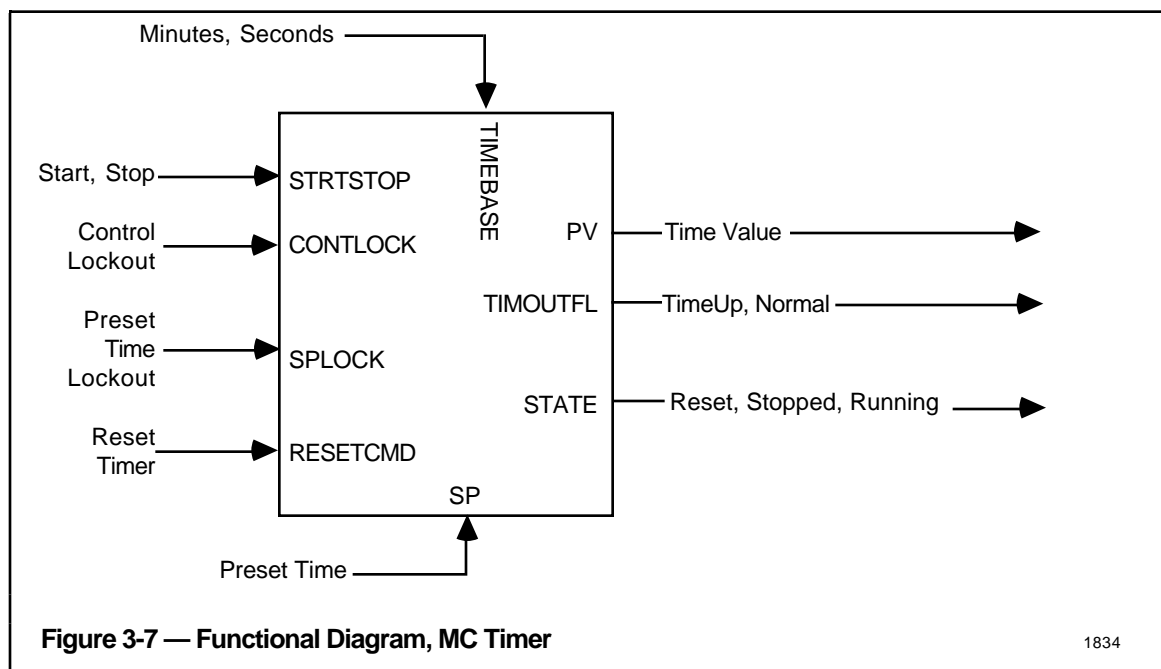 Minutes, Seconds
TIMEBASE
Start, Stop
STRTSTOP
Control
Lockout
CONTLOCK
PV
Time Value
TIMOUTFL
TimeUp, Normal
Preset
Time
Lockout
SPLOCK
STATE
Reset, Stopped, Running
Reset
Timer
RESETCMD
SP
Preset Time
Figure 3-7 — Functional Diagram, MC Timer
1834